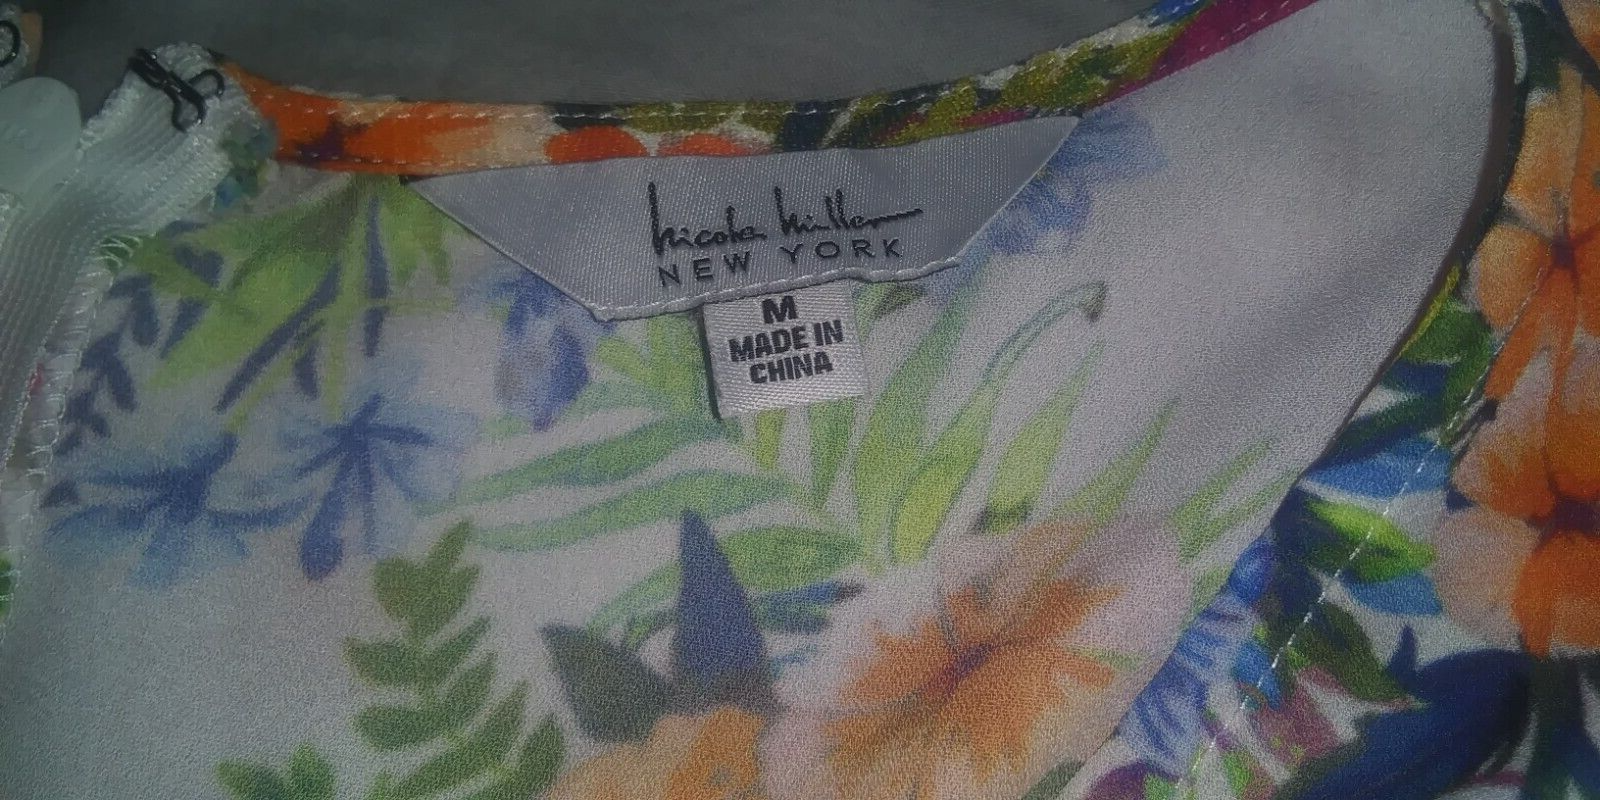 Nicole Miller
NEW YORK
M
MADE IN
CHINA